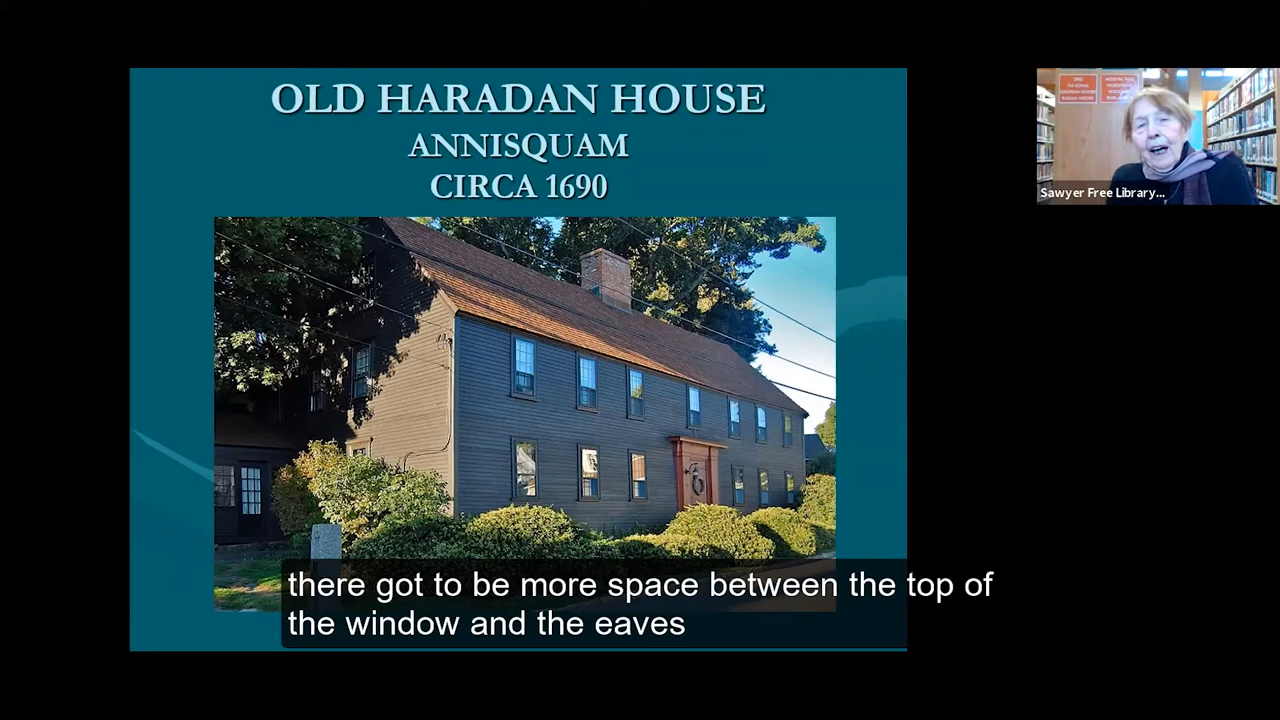 OLD HARADAN HOUSE
ANNISQUAM
CIRCA 1690
Sawyer Free Library...
there got to be more space between the top of
the window and the eaves